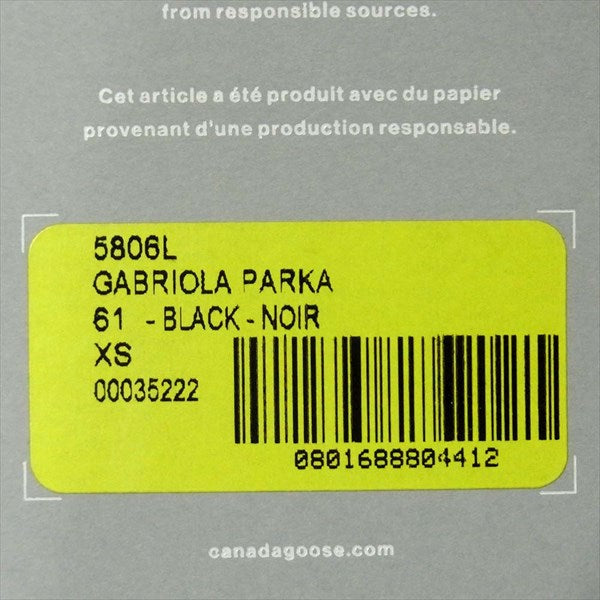 from responsible sources.
Cet article a été produit avec du papier
provenant d'une production responsable.
5806L
GABRIOLA PARKA
61 - BLACK - NOIR
XS
00035222
0801688804412
canadagoose.com